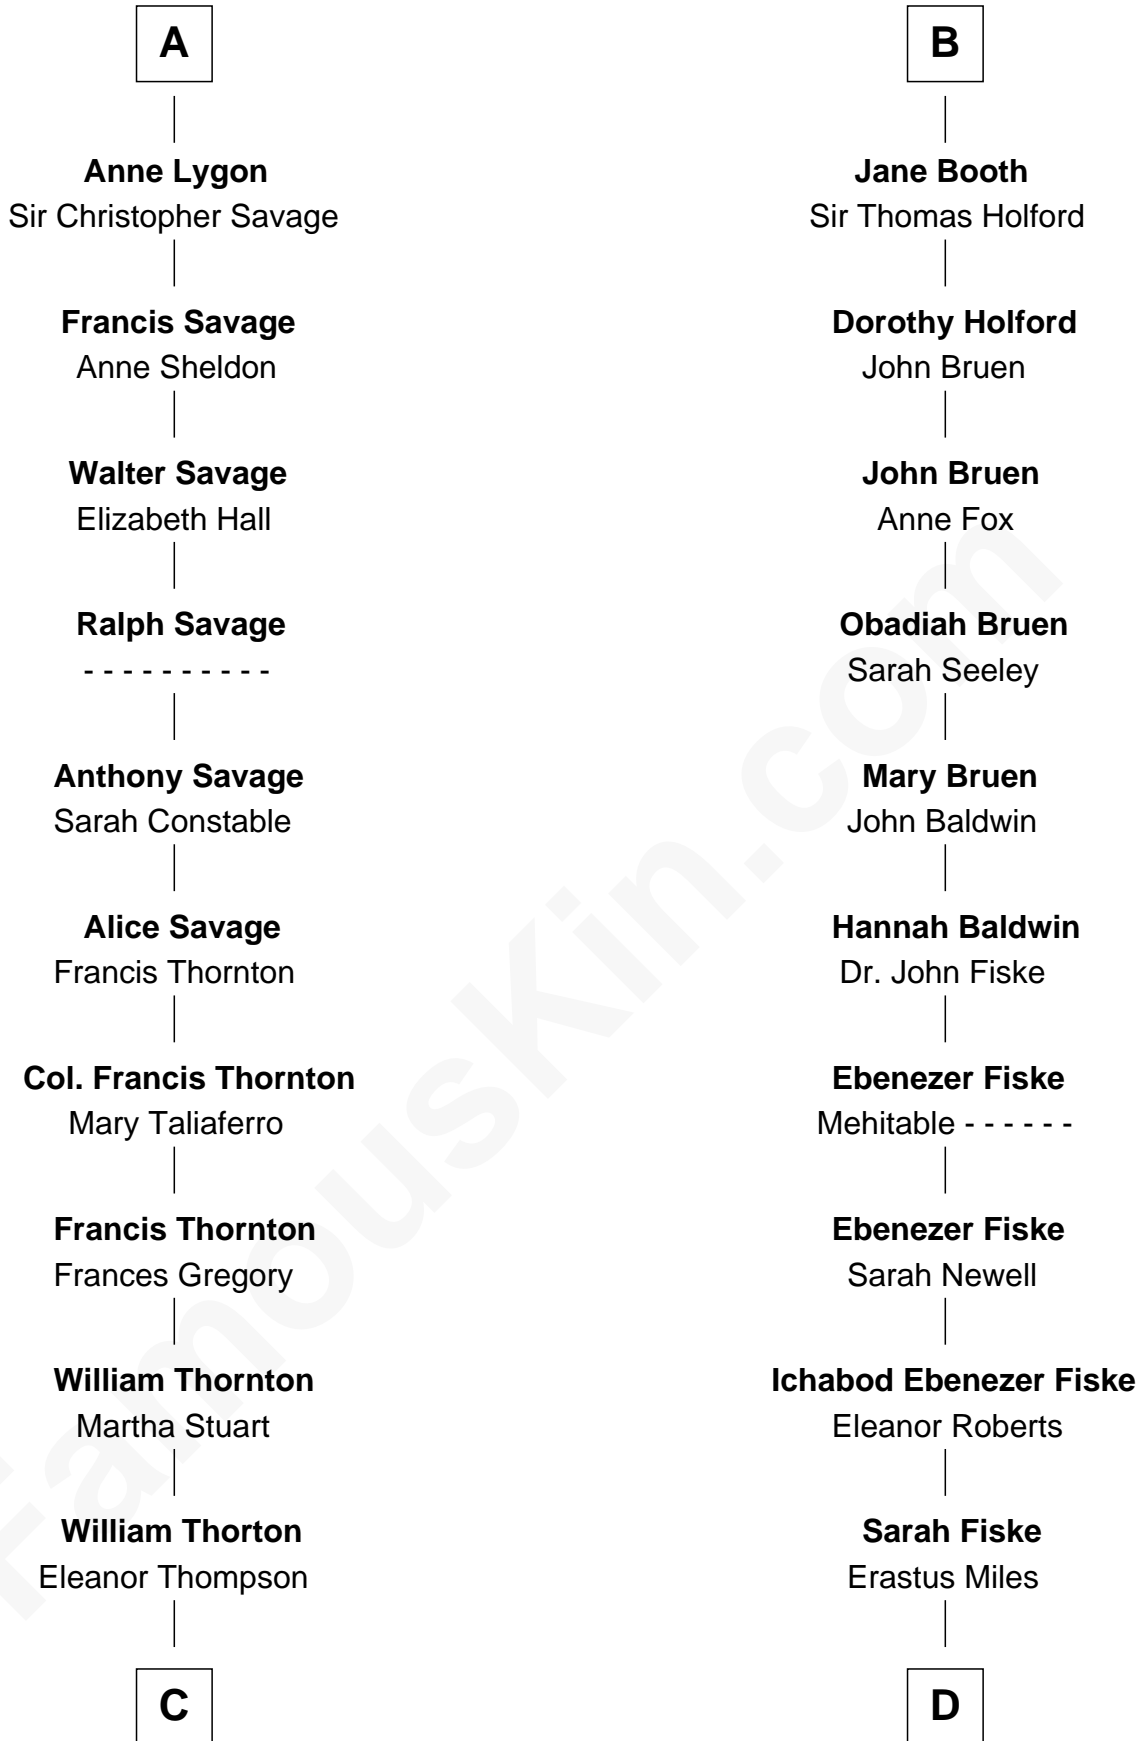 A
Anne Lygon
Sir Christopher Savage
Francis Savage
Anne Sheldon
Walter Savage
Elizabeth Hall
Ralph Savage
- - - - - - - - - -
Anthony Savage
Sarah Constable
Alice Savage
Francis Thornton
Col. Francis Thornton
Mary Taliaferro
Francis Thornton
Frances Gregory
William Thornton
Martha Stuart
William Thorton
Eleanor Thompson
C
B
Jane Booth
Sir Thomas Holford
Dorothy Holford
John Bruen
John Bruen
Anne Fox
Obadiah Bruen
Sarah Seeley
Mary Bruen
John Baldwin
Hannah Baldwin
Dr. John Fiske
Ebenezer Fiske
Mehitable - - - - - -
Ebenezer Fiske
Sarah Newell
Ichabod Ebenezer Fiske
Eleanor Roberts
Sarah Fiske
Erastus Miles
D
FamousKin.com